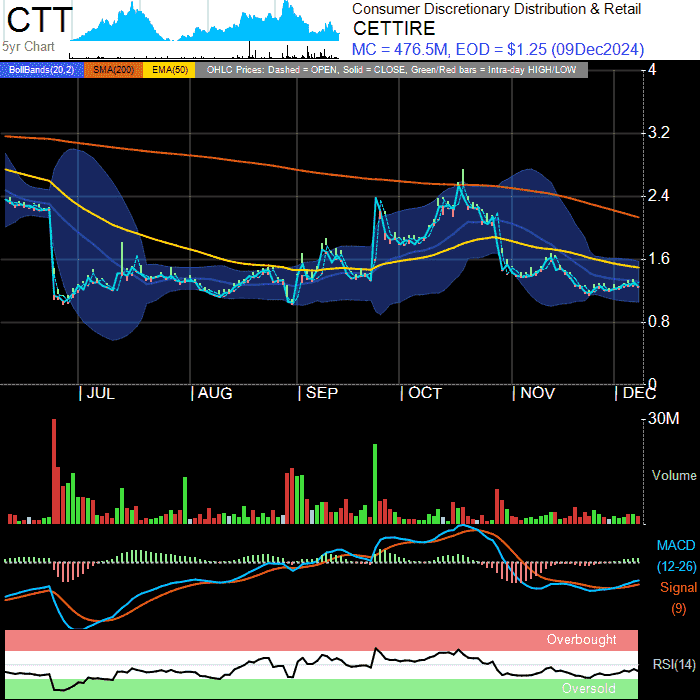 CTT
5yr Chart
Consumer Discretionary Distribution & Retail
CETTIRE
MC = 476.5M, EOD = $1.25 (09Dec2024)
BollBands(20,2) SMA(200) EMA(50) OHLC Prices: Dashed = OPEN, Solid = CLOSE, Green/Red bars = Intra-day HIGH/LOW
4
3.2
2.4
1.6
0.8
0
| JUL | AUG | SEP | OCT | NOV | DEC
30M
Volume
MACD
(12-26)
Signal
(9)
Overbought
RSI(14)
Oversold